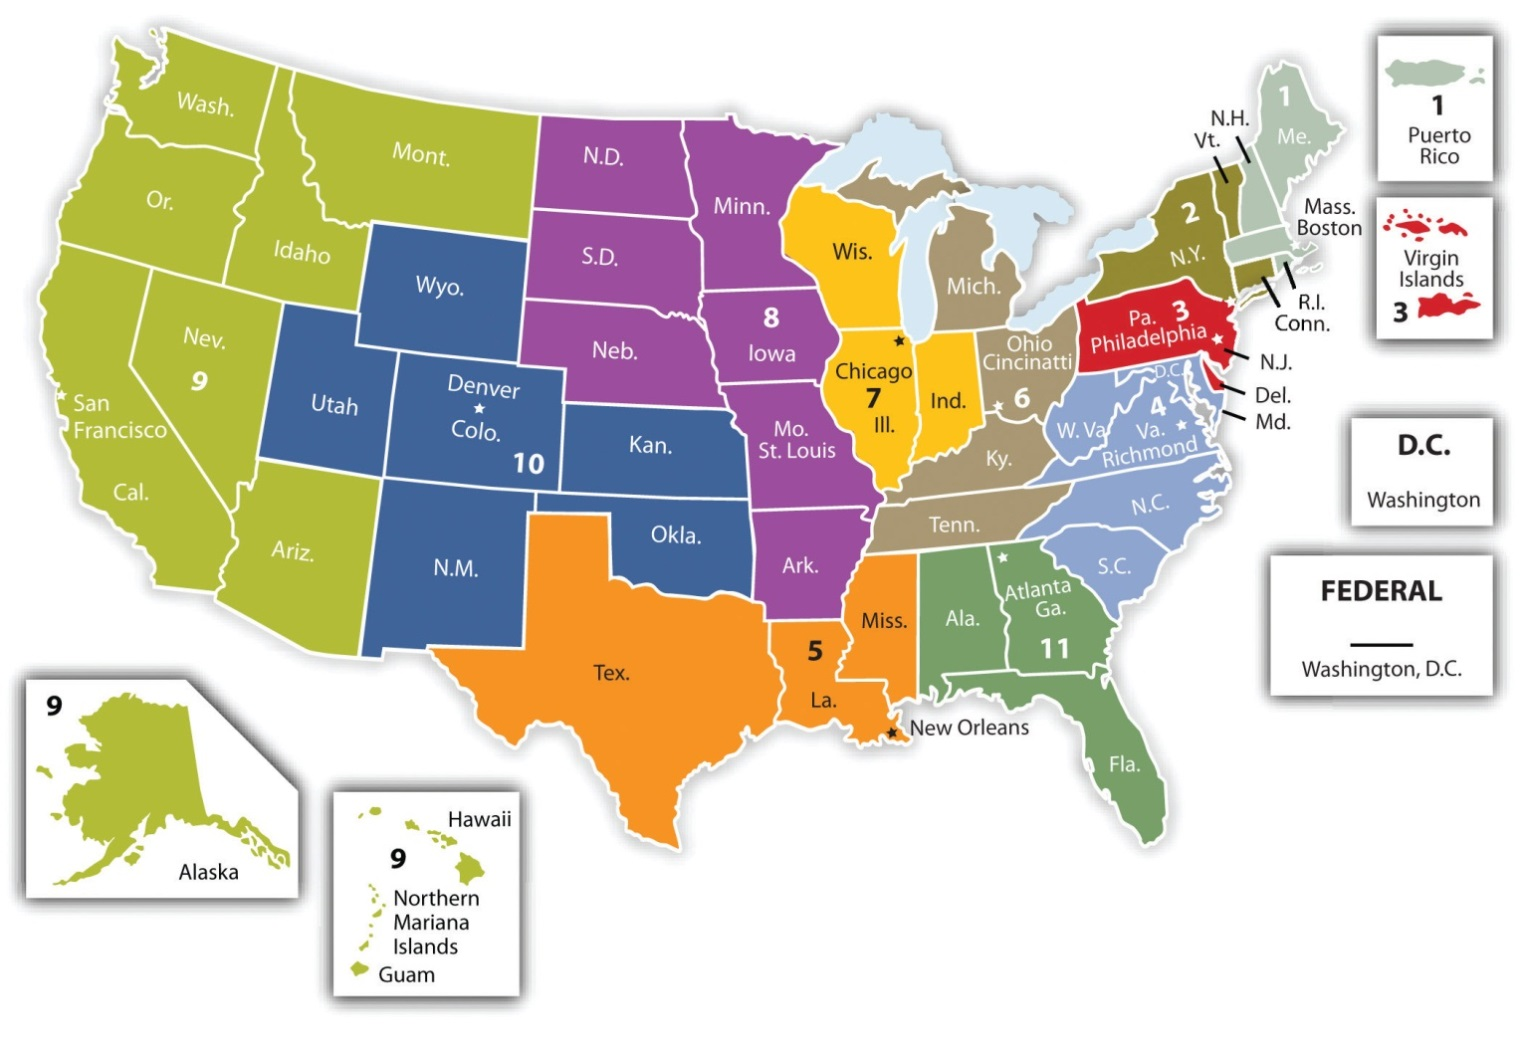 Wash.
Mont.
Or.
Idaho
Wyo.
Nev.
9
San
Francisco
Cal.
Utah
Denver
Colo.
10
Ariz.
N.M.
N.D.
S.D.
Neb.
Kan.
Okla.
Tex.
Minn.
8
Iowa
Mo.
St. Louis
Ark.
5
La.
New Orleans
Miss.
Wis.
Chicago
7
Ill.
Ind.
Mich.
Ohio
Cincinatti
6
Ky.
Tenn.
Ala.
Atlanta
Ga.
11
Fla.
S.C.
N.C.
W. Va.
4
Va.
Richmond
D.C.
Pa. 3
Philadelphia
2
N.Y.
Vt.
N.H.
1
Me.
Mass.
Boston
R.I.
Conn.
N.J.
Del.
Md.
1
Puerto
Rico
Virgin
Islands
3
D.C.
Washington
FEDERAL
Washington, D.C.
9
Alaska
Hawaii
9
Northern
Mariana
Islands
Guam